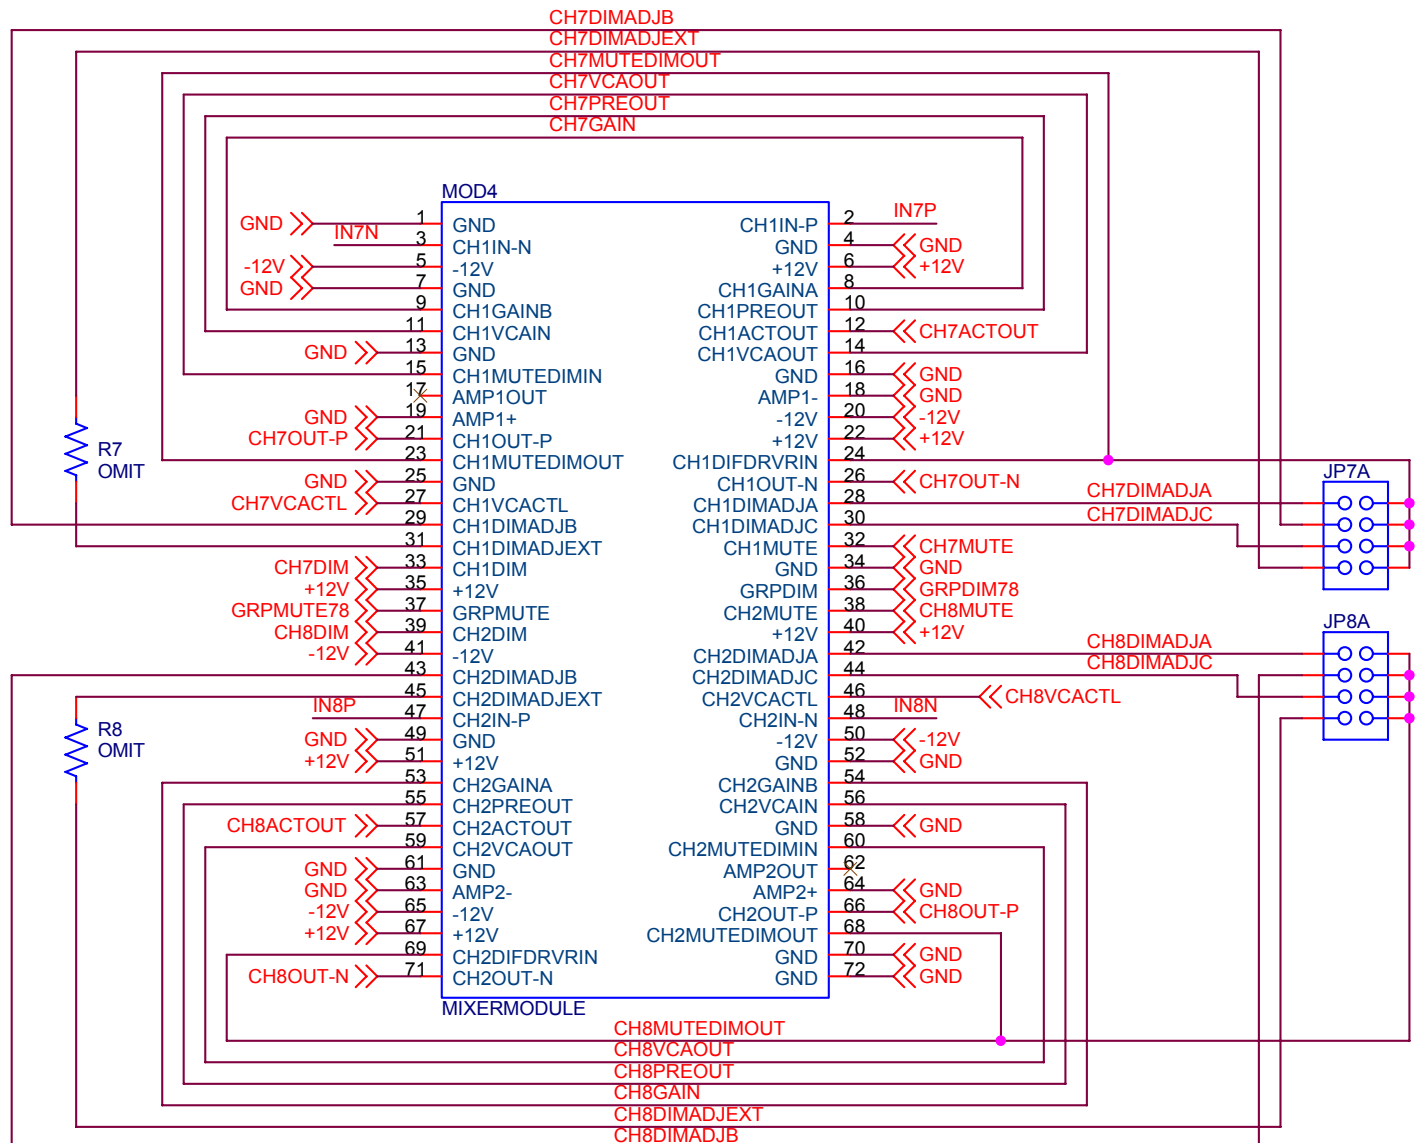 CH7DIMADJB
CH7DIMADJEXT
CH7MUTEDIMOUT
CH7VCAOUT
CH7PREOUT
CH7GAIN
MOD4
GND 1 GND CH1IN-P 2 IN7P
IN7N 3 CH1IN-N GND 4 GND
-12V 5 -12V +12V 6 +12V
GND 7 GND CH1GAINA 8
9 CH1GAINB CH1PREOUT 10
11 CH1VCAIN CH1ACTOUT 12 CH7ACTOUT
GND 13 GND CH1VCAOUT 14
15 CH1MUTEDIMIN GND 16 GND
17 AMP1OUT AMP1- 18 GND
GND 19 AMP1+ -12V 20 -12V
CH7OUT-P 21 CH1OUT-P +12V 22 +12V
R7
OMIT
23 CH1MUTEDIMOUT CH1DIFDRVRIN 24
GND 25 GND CH1OUT-N 26 CH7OUT-N
JP7A
CH7VCACTL 27 CH1VCACTL CH1DIMADJA 28 CH7DIMADJA
29 CH1DIMADJB CH1DIMADJC 30 CH7DIMADJC
31 CH1DIMADJEXT CH1MUTE 32 CH7MUTE
CH7DIM 33 CH1DIM GND 34 GND
+12V 35 +12V GRPDIM 36 GRPDIM78
GRPMUTE78 37 GRPMUTE CH2MUTE 38 CH8MUTE
JP8A
CH8DIM 39 CH2DIM +12V 40 +12V
-12V 41 -12V CH2DIMADJA 42 CH8DIMADJA
43 CH2DIMADJB CH2DIMADJC 44 CH8DIMADJC
45 CH2DIMADJEXT CH2VCACTL 46 CH8VCACTL
IN8P 47 CH2IN-P CH2IN-N 48 IN8N
R8
OMIT
GND 49 GND -12V 50 -12V
+12V 51 +12V GND 52 GND
53 CH2GAINA CH2GAINB 54
55 CH2PREOUT CH2VCAIN 56
CH8ACTOUT 57 CH2ACTOUT GND 58 GND
59 CH2VCAOUT CH2MUTEDIMIN 60
GND 61 GND AMP2OUT 62
GND 63 AMP2- AMP2+ 64 GND
-12V 65 -12V CH2OUT-P 66 CH8OUT-P
+12V 67 +12V CH2MUTEDIMOUT 68
69 CH2DIFDRVRIN GND 70 GND
CH8OUT-N 71 CH2OUT-N GND 72 GND
MIXERMODULE
CH8MUTEDIMOUT
CH8VCAOUT
CH8PREOUT
CH8GAIN
CH8DIMADJEXT
CH8DIMADJB